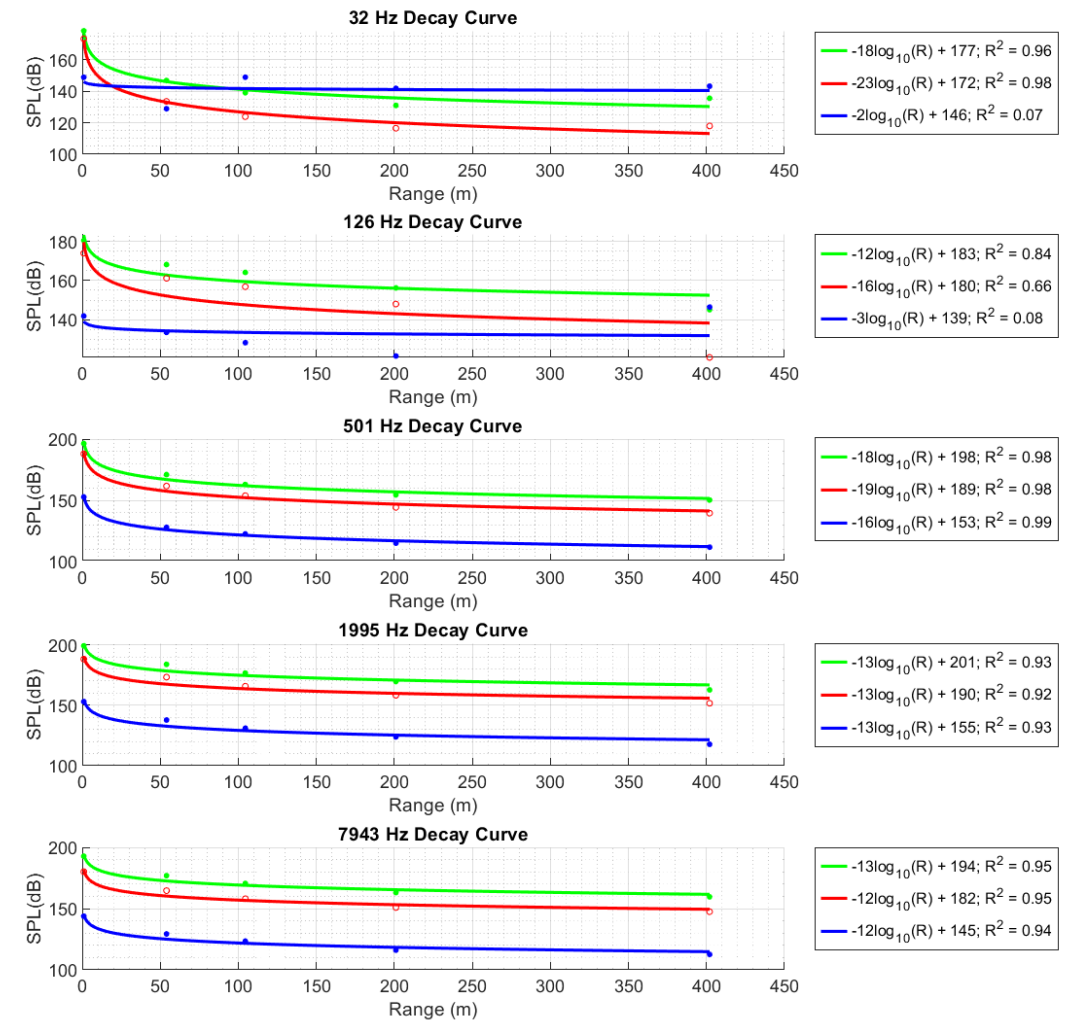 32 Hz Decay Curve
SPL(dB)
160
140
120
100
0 50 100 150 200 250 300 350 400 450
Range (m)
-18log10(R) + 177; R2 = 0.96
-23log10(R) + 172; R2 = 0.98
-2log10(R) + 146; R2 = 0.07
126 Hz Decay Curve
SPL(dB)
180
160
140
0 50 100 150 200 250 300 350 400 450
Range (m)
-12log10(R) + 183; R2 = 0.84
-16log10(R) + 180; R2 = 0.66
-3log10(R) + 139; R2 = 0.08
501 Hz Decay Curve
SPL(dB)
200
150
100
0 50 100 150 200 250 300 350 400 450
Range (m)
-18log10(R) + 198; R2 = 0.98
-19log10(R) + 189; R2 = 0.98
-16log10(R) + 153; R2 = 0.99
1995 Hz Decay Curve
SPL(dB)
200
150
100
0 50 100 150 200 250 300 350 400 450
Range (m)
-13log10(R) + 201; R2 = 0.93
-13log10(R) + 190; R2 = 0.92
-13log10(R) + 155; R2 = 0.93
7943 Hz Decay Curve
SPL(dB)
200
150
100
0 50 100 150 200 250 300 350 400 450
Range (m)
-13log10(R) + 194; R2 = 0.95
-12log10(R) + 182; R2 = 0.95
-12log10(R) + 145; R2 = 0.94